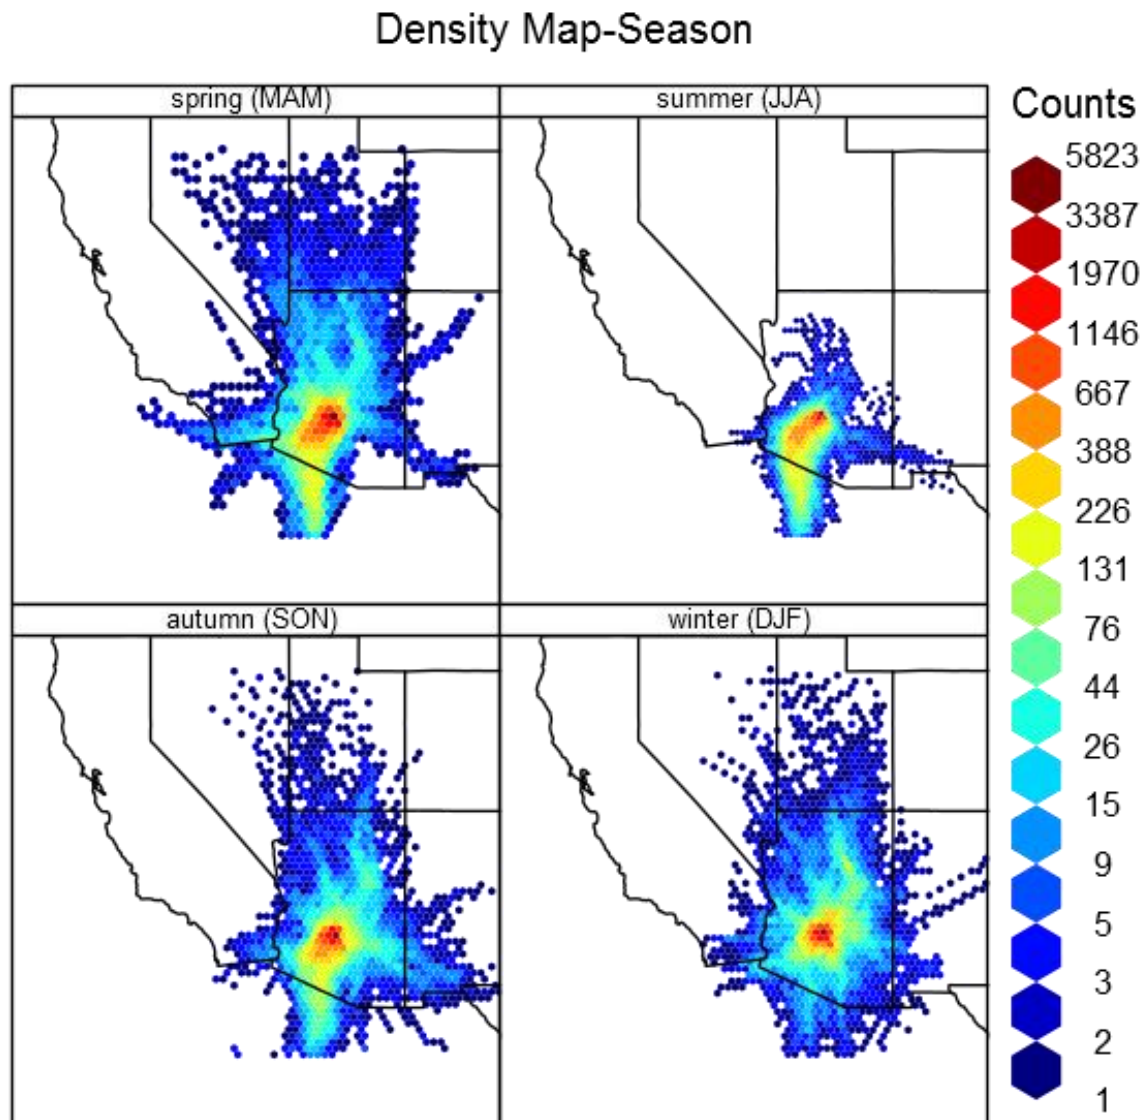 Density Map-Season
spring (MAM)
summer (JJA)
autumn (SON)
winter (DJF)
Counts
5823
3387
1970
1146
667
388
226
131
76
44
26
15
9
5
3
2
1